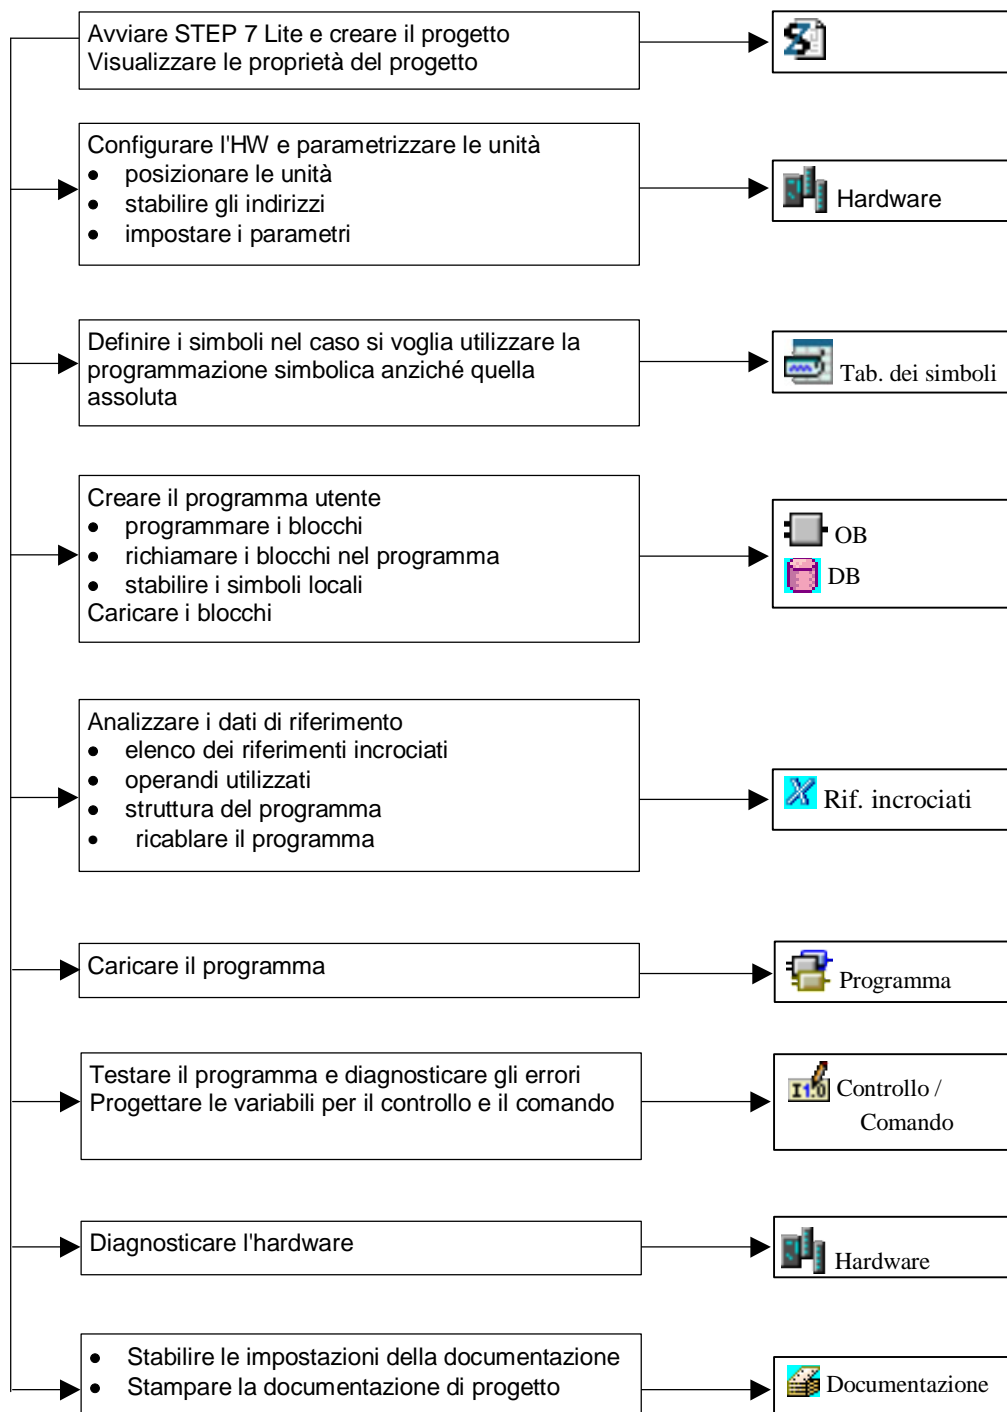 Avviare STEP 7 Lite e creare il progetto
Visualizzare le proprietà del progetto
Configurare l'HW e parametrizzare le unità
• posizionare le unità
• stabilire gli indirizzi
• impostare i parametri
Hardware
Definire i simboli nel caso si voglia utilizzare la
programmazione simbolica anziché quella
assoluta
Tab. dei simboli
Creare il programma utente
• programmare i blocchi
• richiamare i blocchi nel programma
• stabilire i simboli locali
Caricare i blocchi
OB
DB
Analizzare i dati di riferimento
• elenco dei riferimenti incrociati
• operandi utilizzati
• struttura del programma
• ricablare il programma
X Rif. incrociati
Caricare il programma
Programma
Testare il programma e diagnosticare gli errori
Progettare le variabili per il controllo e il comando
I1.0 Controllo /
Comando
Diagnosticare l'hardware
Hardware
• Stabilire le impostazioni della documentazione
• Stampare la documentazione di progetto
Documentazione